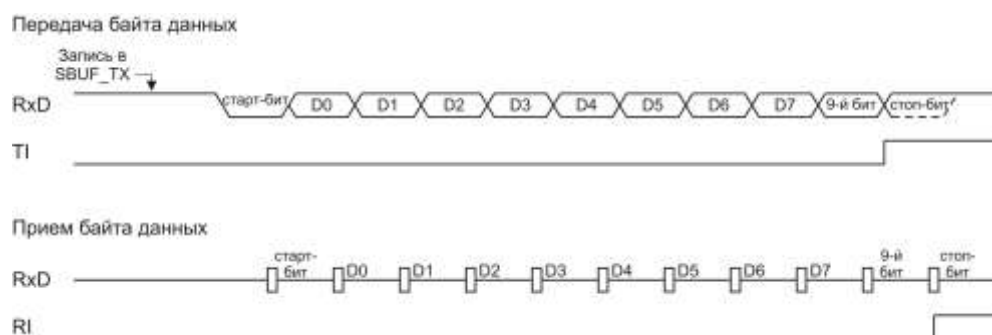 Передача байта данных
Запись в
SBUF_TX
RxD старт-бит D0 D1 D2 D3 D4 D5 D6 D7 9-й бит стоп-бит
TI
Прием байта данных
старт- 9-й стоп-
RxD бит D0 D1 D2 D3 D4 D5 D6 D7 бит бит
RI